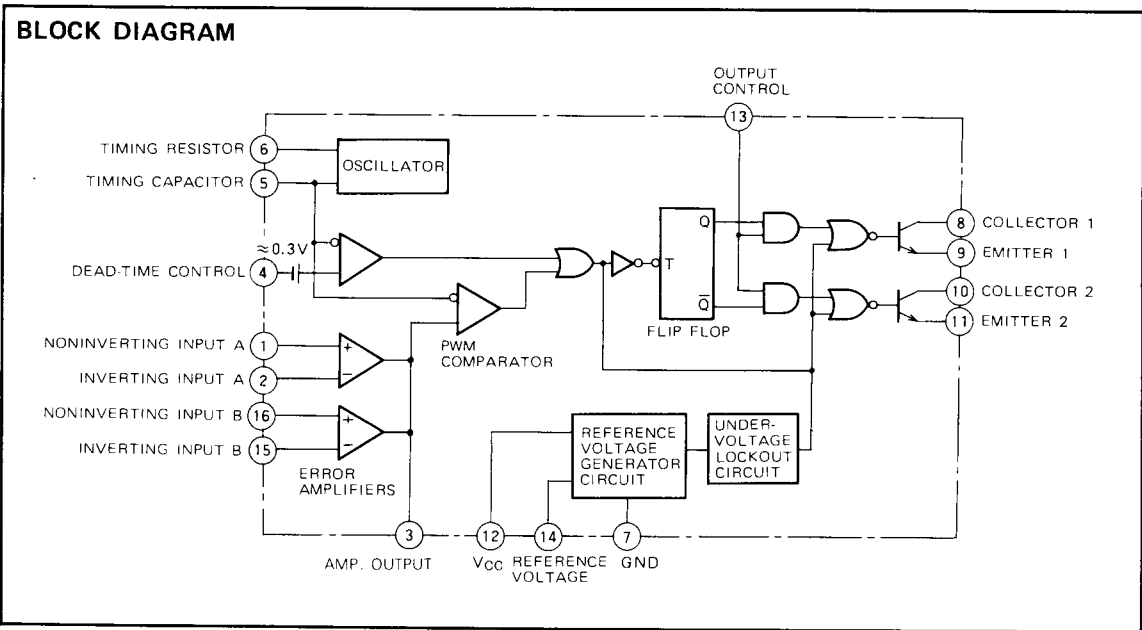 BLOCK DIAGRAM
OUTPUT
CONTROL
13
TIMING RESISTOR 6
OSCILLATOR
TIMING CAPACITOR 5
≈0.3V
DEAD-TIME CONTROL 4
Q
T
Q̅
FLIP FLOP
8 COLLECTOR 1
9 EMITTER 1
10 COLLECTOR 2
11 EMITTER 2
PWM
COMPARATOR
NONINVERTING INPUT A 1 +
INVERTING INPUT A 2 −
NONINVERTING INPUT B 16 +
INVERTING INPUT B 15 −
ERROR
AMPLIFIERS
REFERENCE
VOLTAGE
GENERATOR
CIRCUIT
UNDER-
VOLTAGE
LOCKOUT
CIRCUIT
3
AMP. OUTPUT
12
VCC
14
REFERENCE
VOLTAGE
7
GND